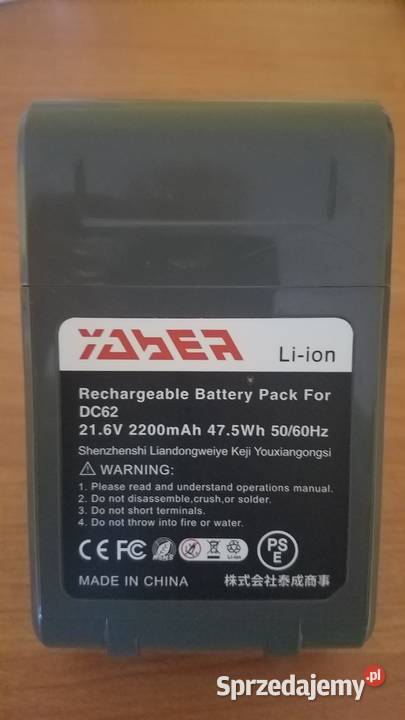 YABER
Li-ion
Rechargeable Battery Pack For
DC62
21.6V 2200mAh 47.5Wh 50/60Hz
Shenzhenshi Liandongweiye Keji Youxiangongsi
⚠ WARNING:
1. Please read and understand operations manual.
2. Do not disassemble,crush,or solder.
3. Do not short terminals.
4. Do not throw into fire or water.
CE FC RoHS Li-ion PSE
MADE IN CHINA
株式会社泰成商事
Sprzedajemy.pl